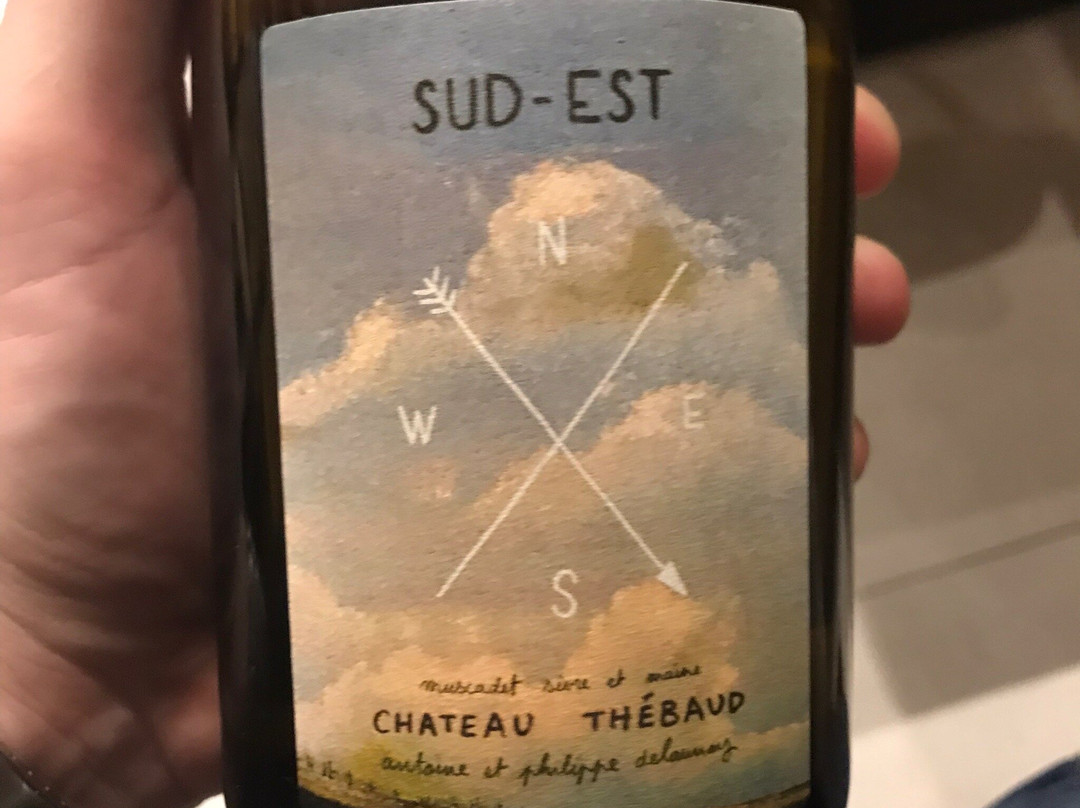 SUD-EST
N
W E
S
muscadet sèvre et maine
CHATEAU THÉBAUD
antoine et philippe delaunay